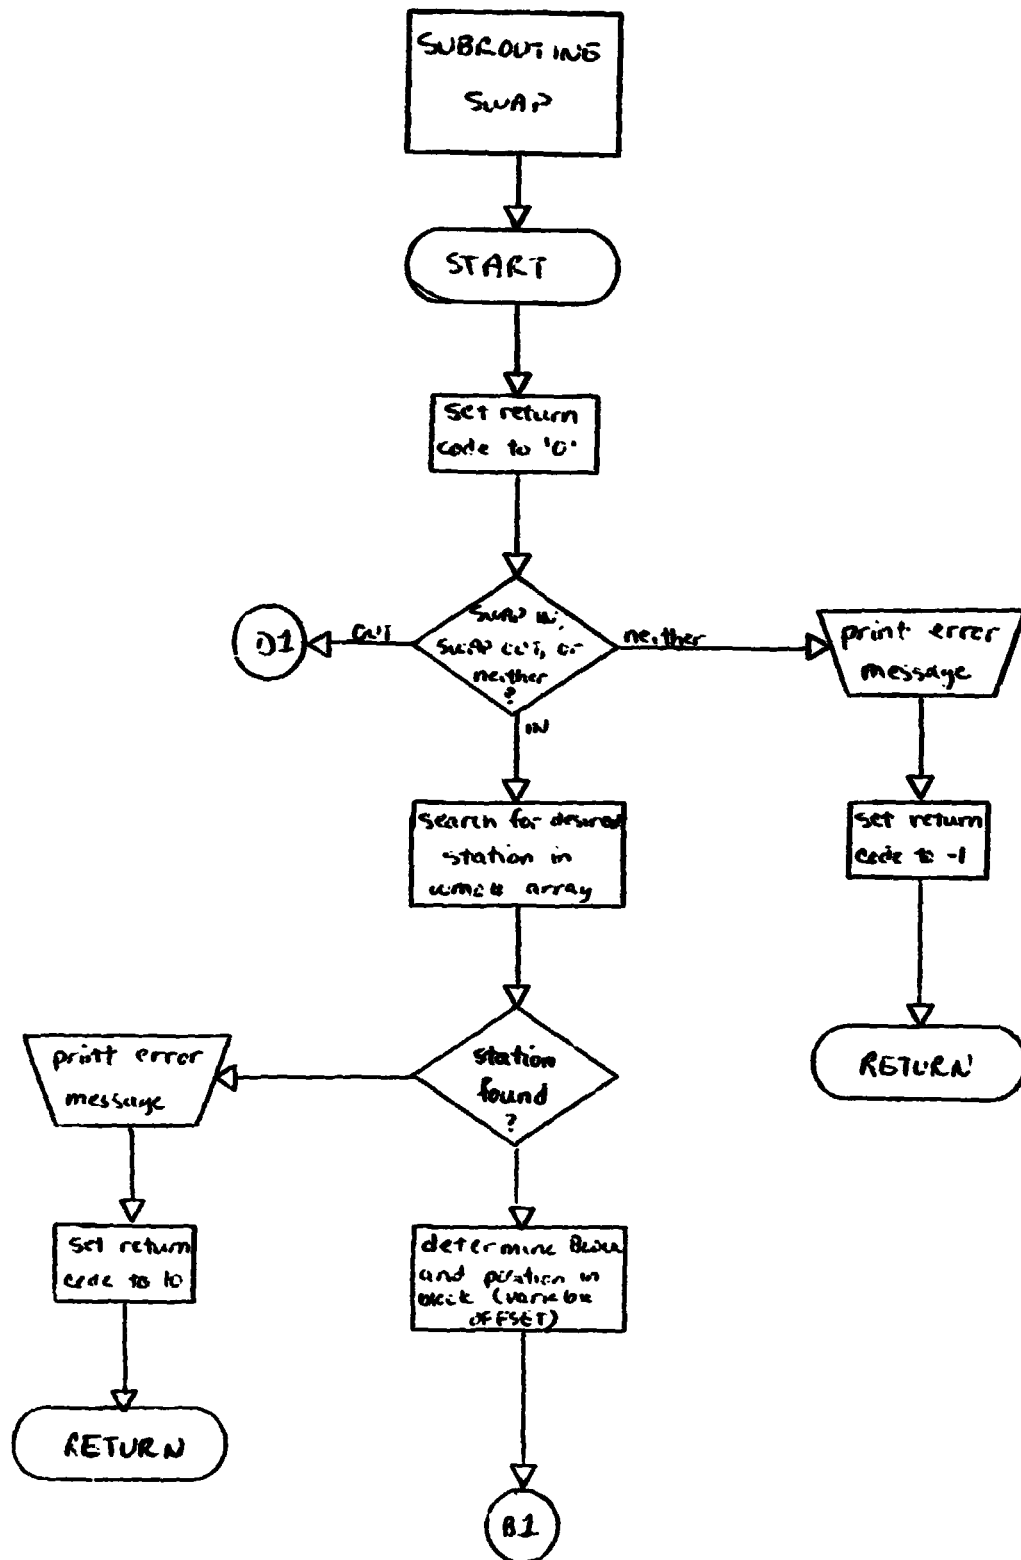 SUBROUTINE
SWAP
START
set return
code to '0'
SWAP IN,
SWAP OUT, or
neither
?
OUT
D1
neither
print error
message
IN
search for desired
station in
array
set return
code to -1
RETURN
station
found
?
print error
message
set return
code to 10
RETURN
determine Block
and position in
block (variable
OFFSET)
B1